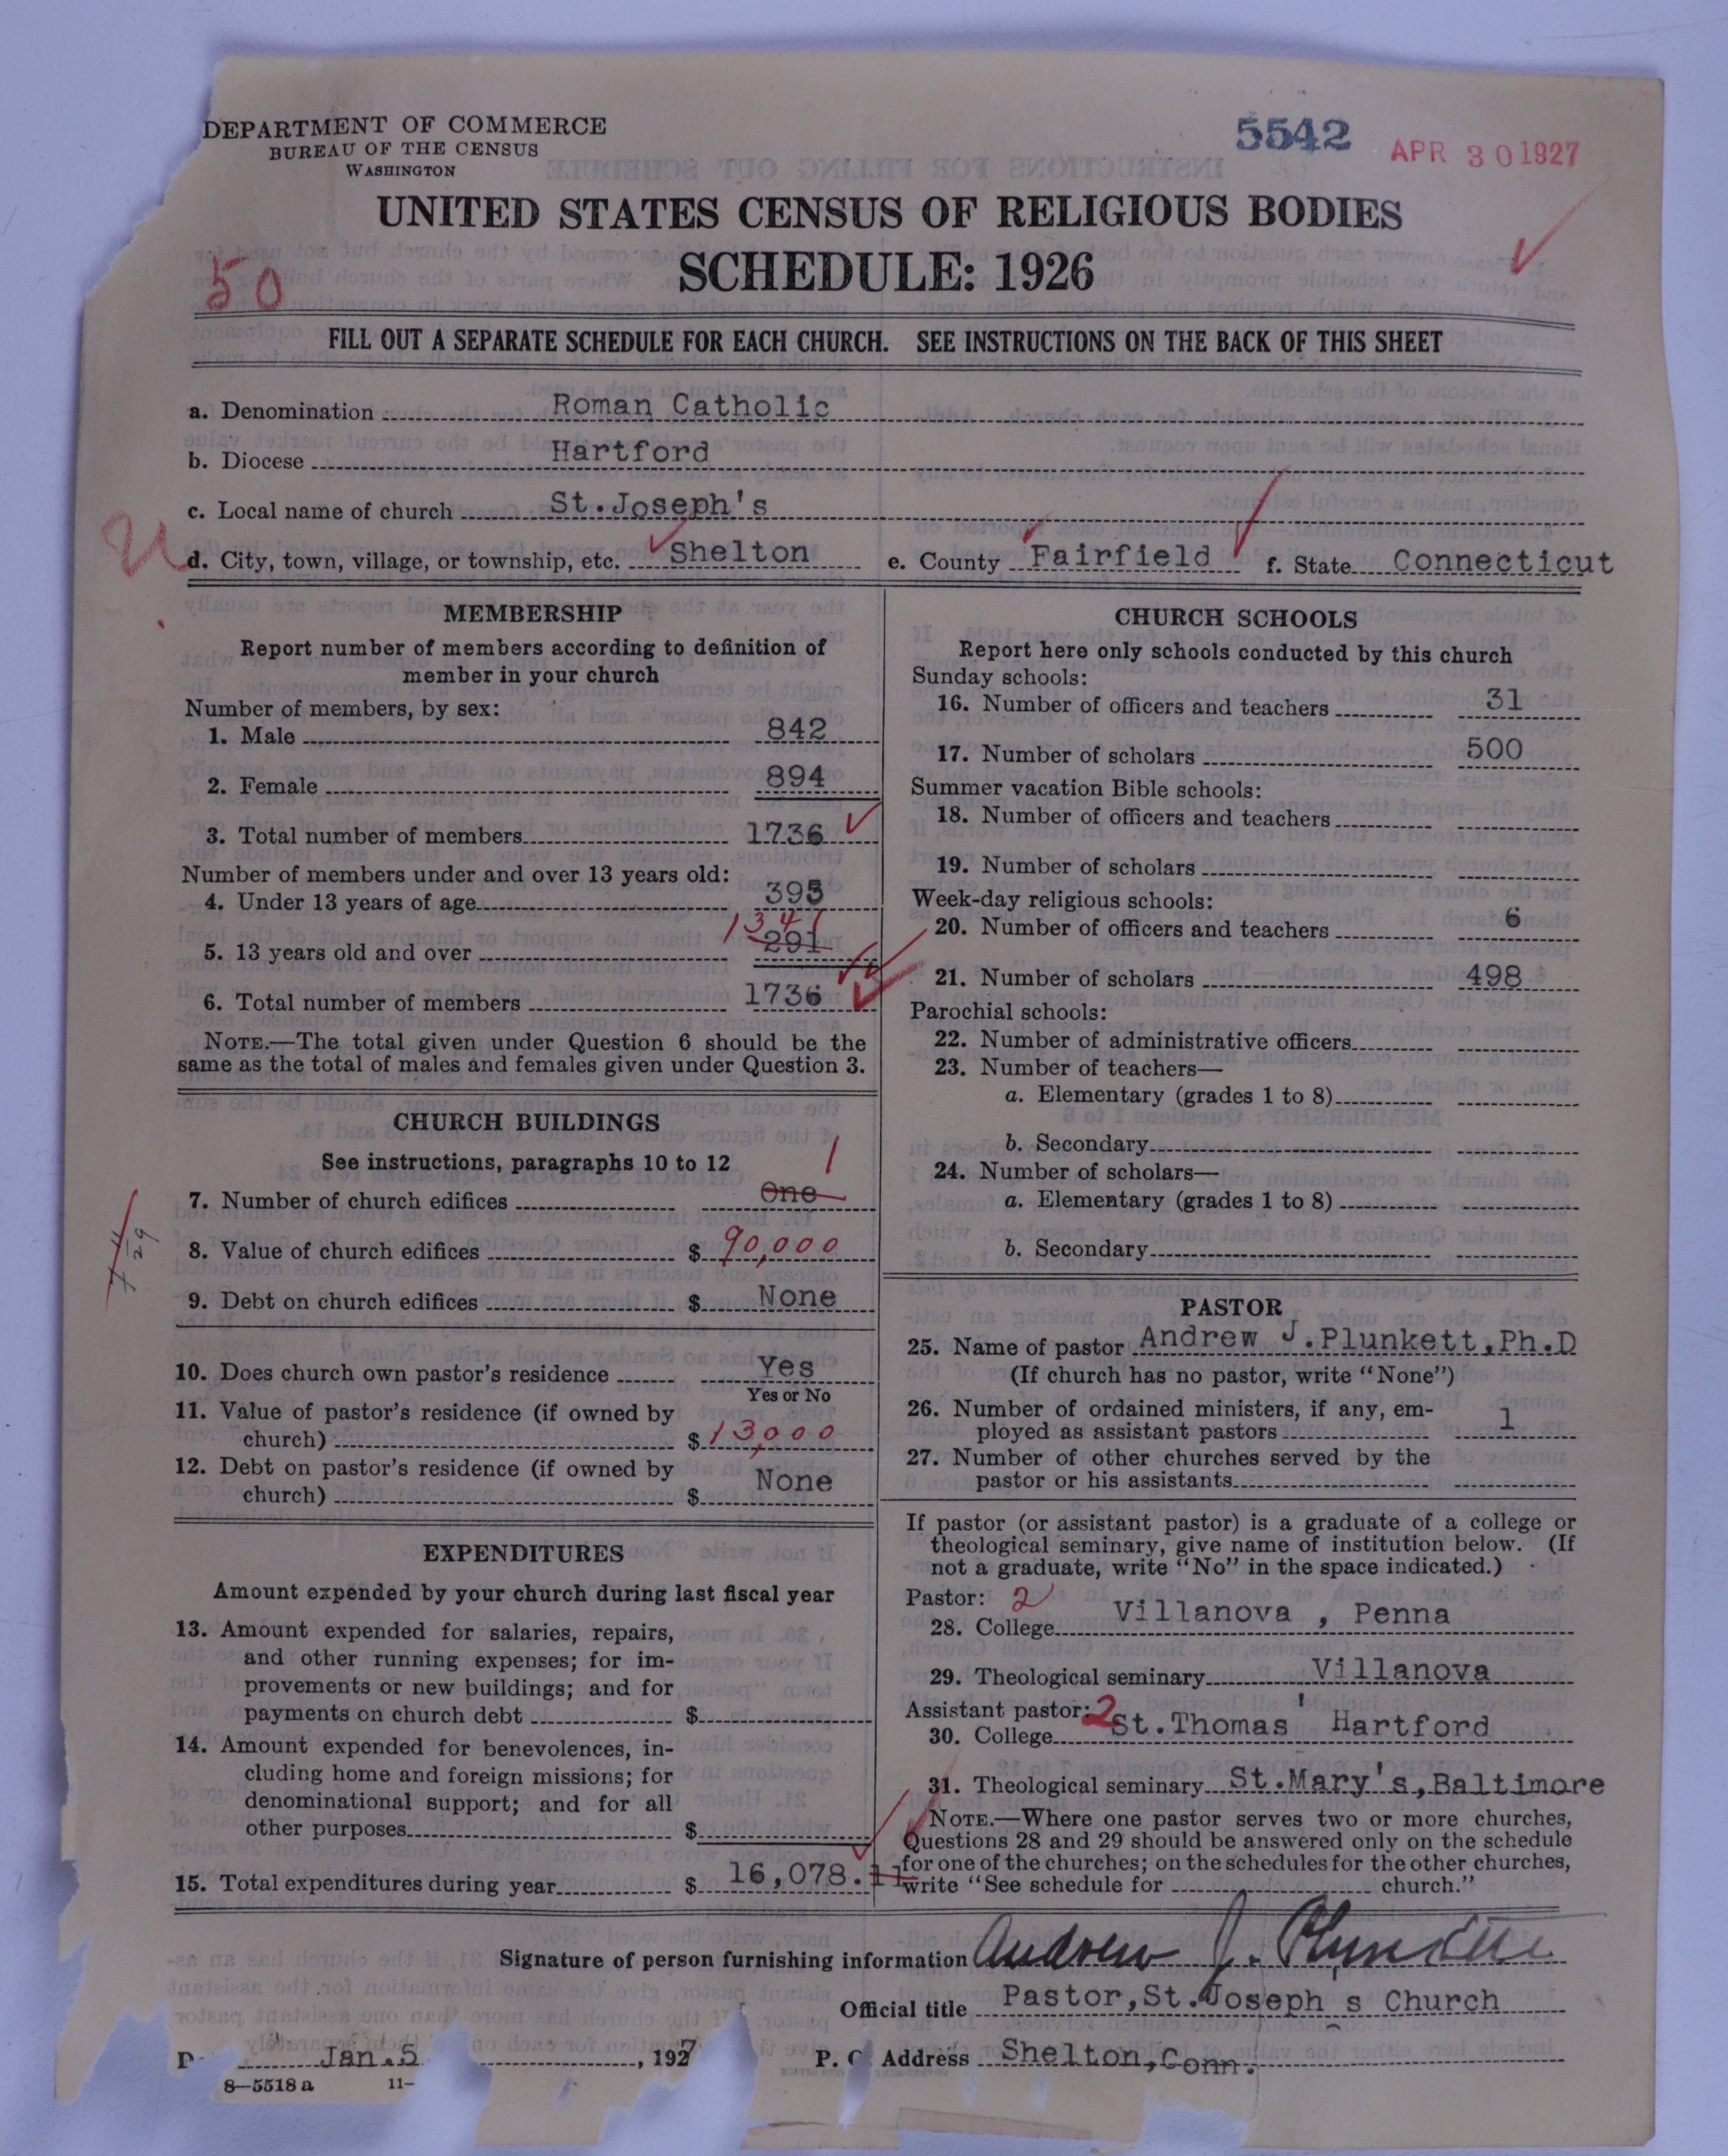 DEPARTMENT OF COMMERCE
BUREAU OF THE CENSUS
WASHINGTON
5542
APR 30 1927
UNITED STATES CENSUS OF RELIGIOUS BODIES
SCHEDULE: 1926
50
FILL OUT A SEPARATE SCHEDULE FOR EACH CHURCH. SEE INSTRUCTIONS ON THE BACK OF THIS SHEET
a. Denomination Roman Catholic
b. Diocese Hartford
c. Local name of church St.Joseph's
d. City, town, village, or township, etc. Shelton e. County Fairfield f. State Connecticut
MEMBERSHIP
Report number of members according to definition of
member in your church
Number of members, by sex:
1. Male 842
2. Female 894
3. Total number of members 1736
Number of members under and over 13 years old:
4. Under 13 years of age 395
1341
5. 13 years old and over 291
6. Total number of members 1736
NOTE.—The total given under Question 6 should be the
same as the total of males and females given under Question 3.
CHURCH BUILDINGS
See instructions, paragraphs 10 to 12
1
7. Number of church edifices One
8. Value of church edifices $ 90,000
9. Debt on church edifices $ None
10. Does church own pastor's residence Yes
Yes or No
11. Value of pastor's residence (if owned by
church) $ 13,000
12. Debt on pastor's residence (if owned by
church) $ None
EXPENDITURES
Amount expended by your church during last fiscal year
13. Amount expended for salaries, repairs,
and other running expenses; for im-
provements or new buildings; and for
payments on church debt $
14. Amount expended for benevolences, in-
cluding home and foreign missions; for
denominational support; and for all
other purposes $
15. Total expenditures during year $ 16,078.11
CHURCH SCHOOLS
Report here only schools conducted by this church
Sunday schools:
16. Number of officers and teachers 31
17. Number of scholars 500
Summer vacation Bible schools:
18. Number of officers and teachers
19. Number of scholars
Week-day religious schools:
20. Number of officers and teachers 6
21. Number of scholars 498
Parochial schools:
22. Number of administrative officers
23. Number of teachers—
a. Elementary (grades 1 to 8)
b. Secondary
24. Number of scholars—
a. Elementary (grades 1 to 8)
b. Secondary
PASTOR
25. Name of pastor Andrew J.Plunkett,Ph.D
(If church has no pastor, write "None")
26. Number of ordained ministers, if any, em-
ployed as assistant pastors 1
27. Number of other churches served by the
pastor or his assistants
If pastor (or assistant pastor) is a graduate of a college or
theological seminary, give name of institution below. (If
not a graduate, write "No" in the space indicated.)
Pastor: 2
28. College Villanova , Penna
29. Theological seminary Villanova
Assistant pastor: 2
30. College St.Thomas' Hartford
31. Theological seminary St.Mary's,Baltimore
NOTE.—Where one pastor serves two or more churches,
Questions 28 and 29 should be answered only on the schedule
for one of the churches; on the schedules for the other churches,
write "See schedule for church."
Signature of person furnishing information Andrew J. Plunkett
Official title Pastor,St.Joseph's Church
Jan.5 , 1927 P. O. Address Shelton,Conn.
8—5518 a 11—